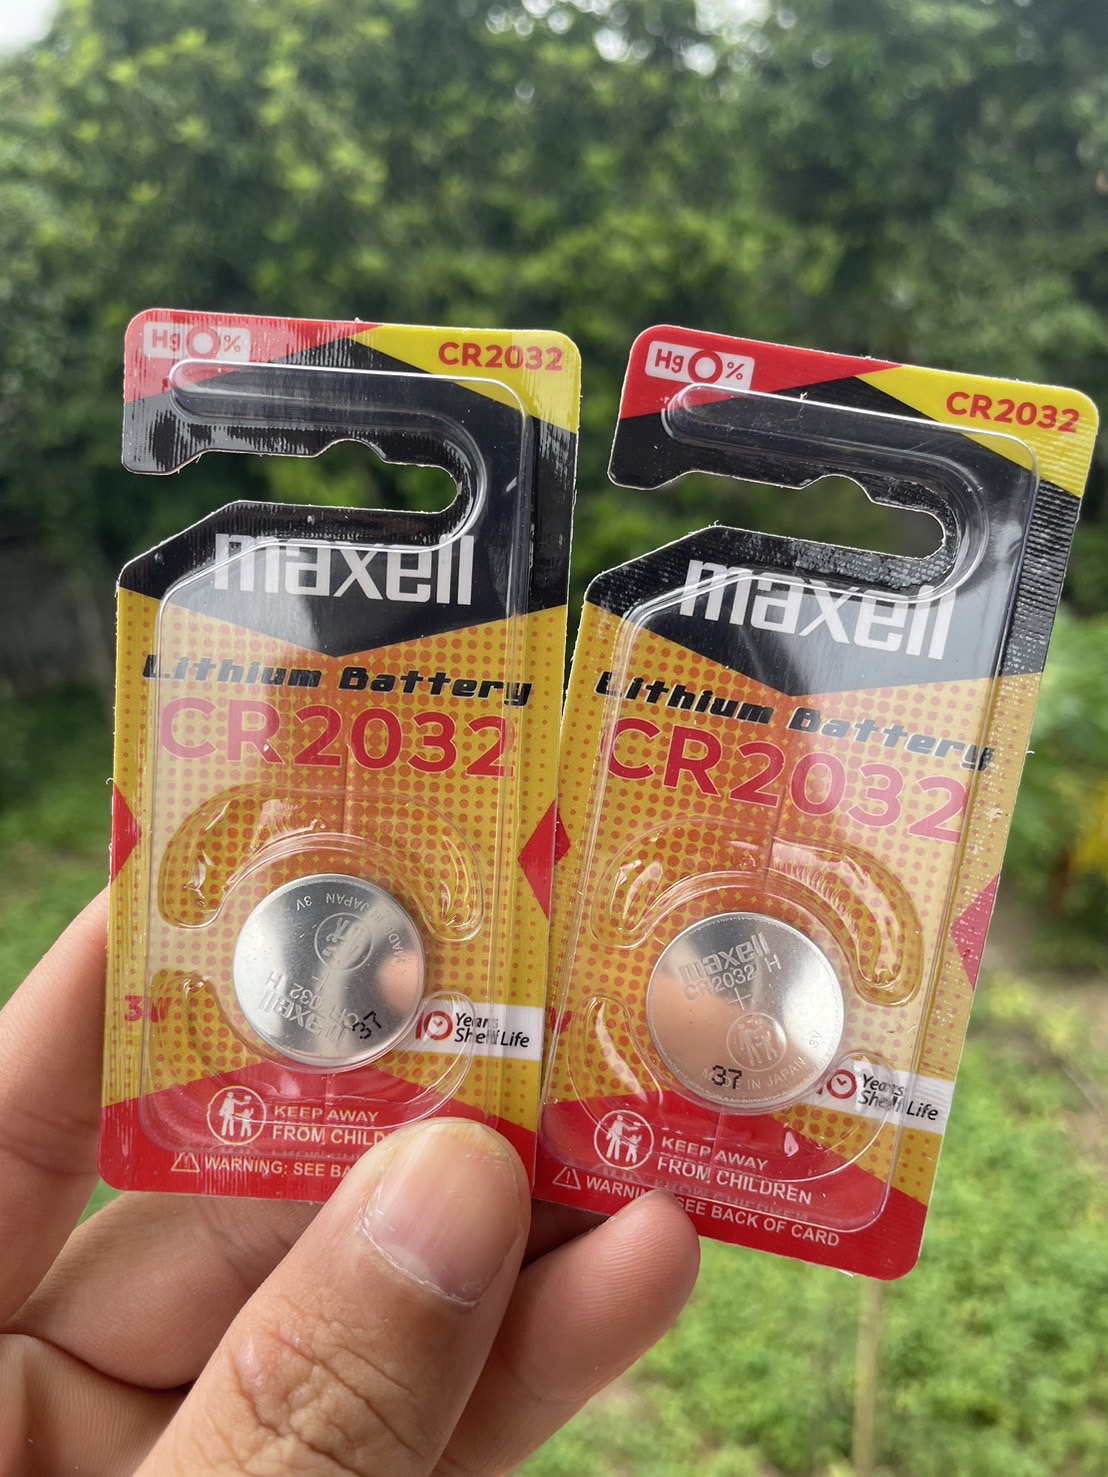 Hg 0%
CR2032
maxell
Lithium Battery
CR2032
MADE IN JAPAN 3V
maxell
CR2032 H
+
37
3V
10 Years
Shelf Life
KEEP AWAY
FROM CHILD
WARNING: SEE BA
Hg 0%
CR2032
maxell
Lithium Battery
CR2032
maxell
CR2032 H
+
37
MADE IN JAPAN 3V
10 Years
Shelf Life
KEEP AWAY
FROM CHILDREN
WARNING: SEE BACK OF CARD